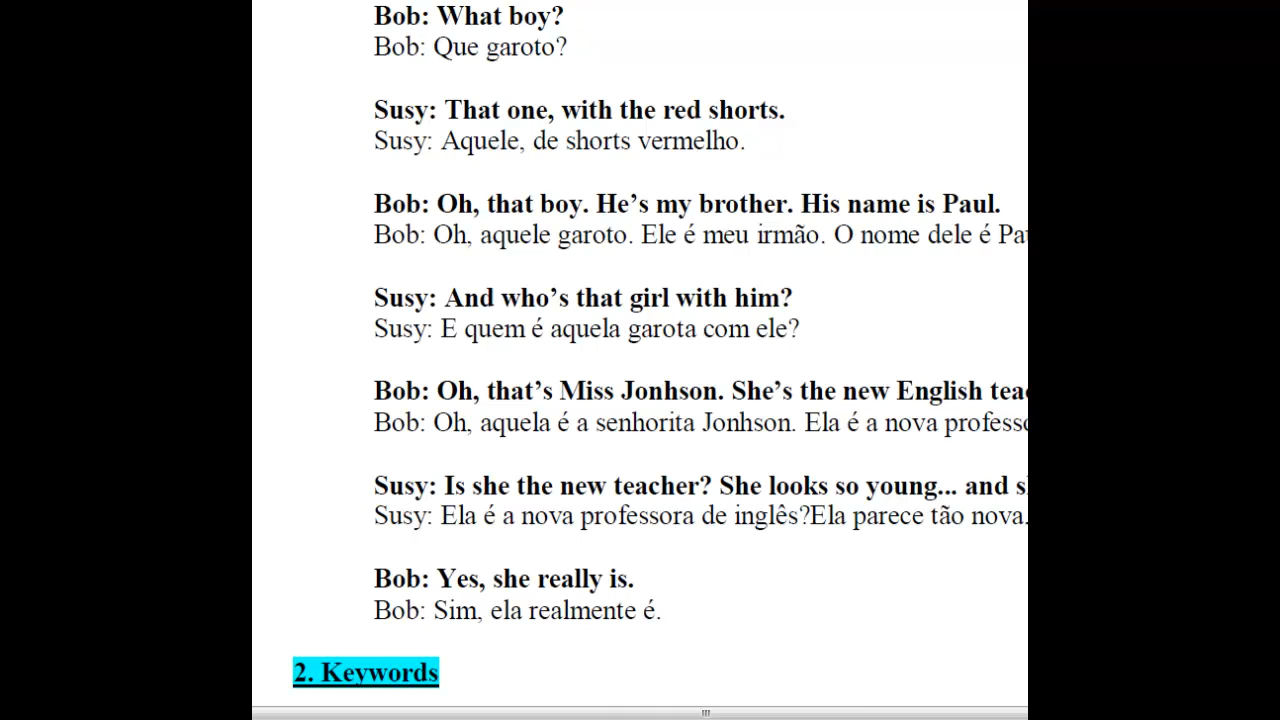 Bob: What boy?
Bob: Que garoto?
Susy: That one, with the red shorts.
Susy: Aquele, de shorts vermelho.
Bob: Oh, that boy. He’s my brother. His name is Paul.
Bob: Oh, aquele garoto. Ele é meu irmão. O nome dele é
Susy: And who’s that girl with him?
Susy: E quem é aquela garota com ele?
Bob: Oh, that’s Miss Jonhson. She’s the new English
Bob: Oh, aquela é a senhorita Jonhson. Ela é a nova
Susy: Is she the new teacher? She looks so young... and
Susy: Ela é a nova professora de inglês?Ela parece tão nova.
Bob: Yes, she really is.
Bob: Sim, ela realmente é.
2. Keywords